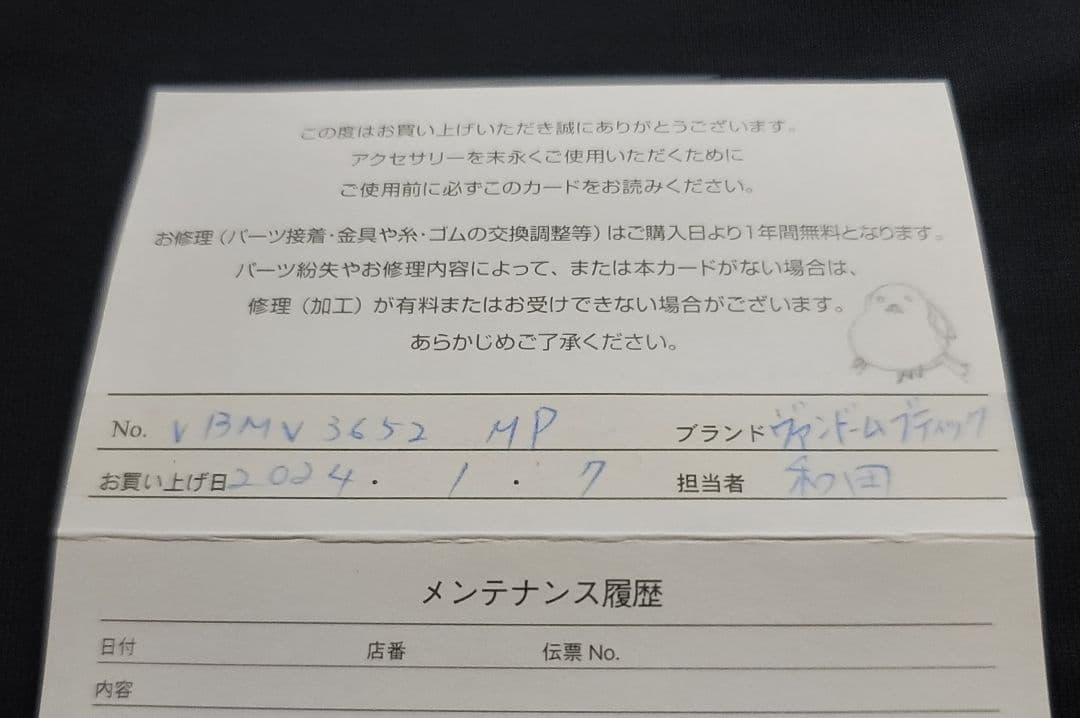 この度はお買い上げいただき誠にありがとうございます。
アクセサリーを末永くご使用いただくために
ご使用前に必ずこのカードをお読みください。
お修理(パーツ接着・金具や糸・ゴムの交換調整等)はご購入日より1年間無料となります。
パーツ紛失やお修理内容によって、または本カードがない場合は、
修理(加工)が有料またはお受けできない場合がございます。
あらかじめご了承ください。
No. VBMV3652 MP ブランド ヴァンドームブティック
お買い上げ日 2024・1・7 担当者 和田
メンテナンス履歴
日付 店番 伝票 No.
内容